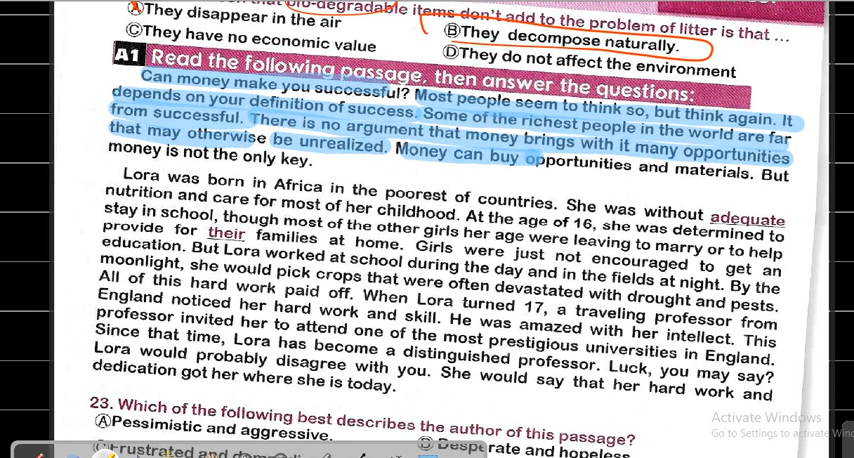 bio-degradable items don't add to the problem of litter is that ...
ⒶThey disappear in the air
ⒷThey decompose naturally.
ⒸThey have no economic value
ⒹThey do not affect the environment
A1 Read the following passage, then answer the questions:
Can money make you successful? Most people seem to think so, but think again. It
depends on your definition of success. Some of the richest people in the world are far
from successful. There is no argument that money brings with it many opportunities
that may otherwise be unrealized. Money can buy opportunities and materials. But
money is not the only key.
Lora was born in Africa in the poorest of countries. She was without adequate
nutrition and care for most of her childhood. At the age of 16, she was determined to
stay in school, though most of the other girls her age were leaving to marry or to help
provide for their families at home. Girls were just not encouraged to get an
education. But Lora worked at school during the day and in the fields at night. By the
moonlight, she would pick crops that were often devastated with drought and pests.
All of this hard work paid off. When Lora turned 17, a traveling professor from
England noticed her hard work and skill. He was amazed with her intellect. This
professor invited her to attend one of the most prestigious universities in England.
Since that time, Lora has become a distinguished professor. Luck, you may say?
Lora would probably disagree with you. She would say that her hard work and
dedication got her where she is today.
23. Which of the following best describes the author of this passage?
ⒶPessimistic and aggressive.
Desperate and hopeless
Frustrated and
Activate Windows
Go to Settings to activate Win